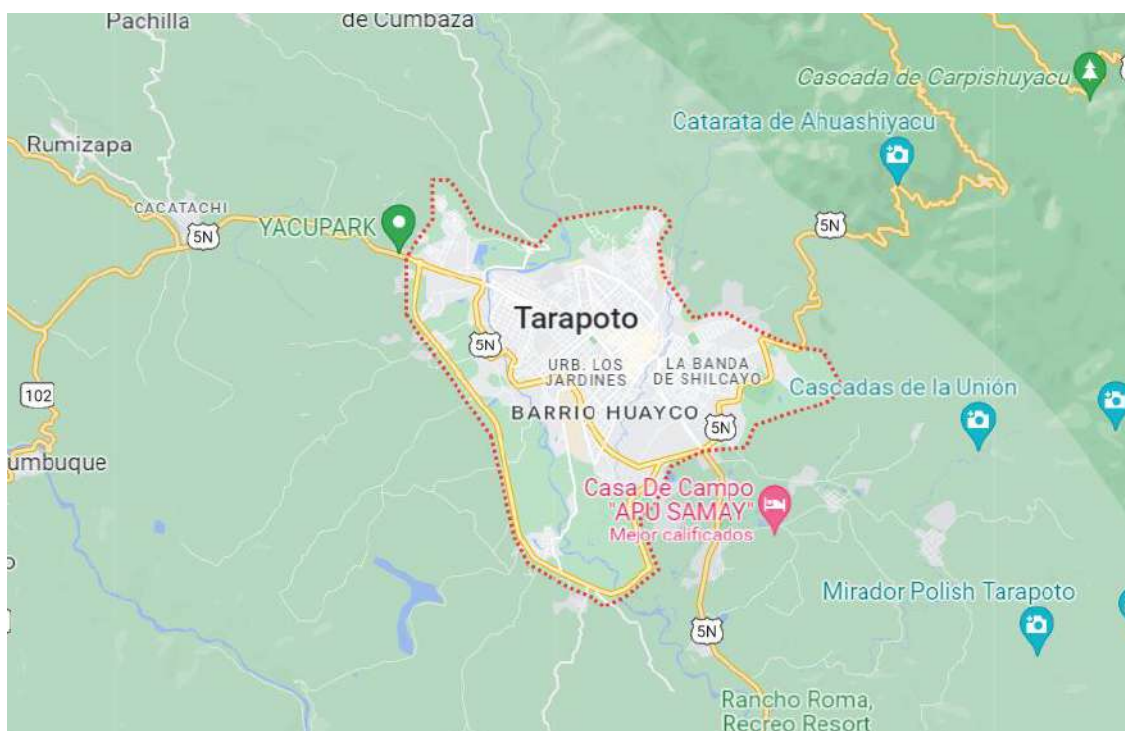 Pachilla
de Cumbaza
Cascada de Carpishuyacu
Catarata de Ahuashiyacu
Rumizapa
CACATACHI
YACUPARK
5N
5N
Tarapoto
5N
URB. LOS
JARDINES
LA BANDA
DE SHILCAYO
102
Cascadas de la Unión
BARRIO HUAYCO
5N
umbuque
Casa De Campo
"APU SAMAY"
Mejor calificados
Mirador Polish Tarapoto
5N
Rancho Roma,
Recreo Resort